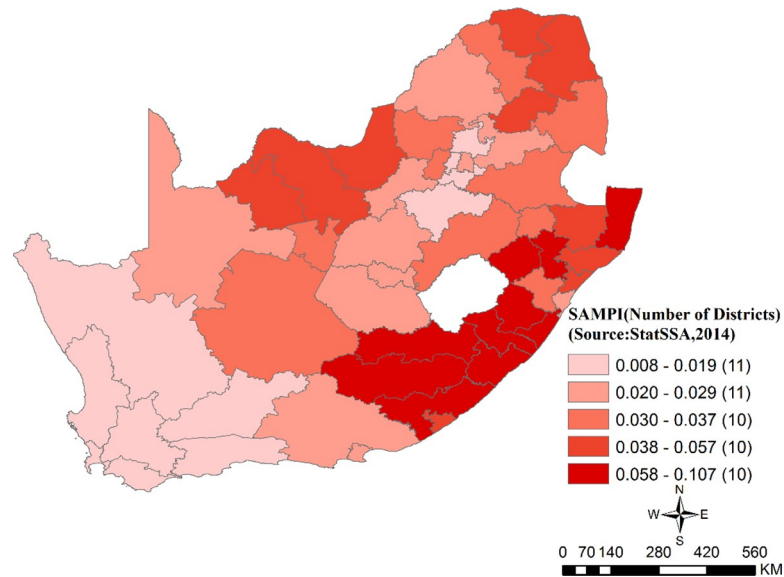 SAMPI(Number of Districts)
(Source:StatSSA,2014)
0.008 - 0.019 (11)
0.020 - 0.029 (11)
0.030 - 0.037 (10)
0.038 - 0.057 (10)
0.058 - 0.107 (10)
N
W E
S
0 70 140 280 420 560
KM